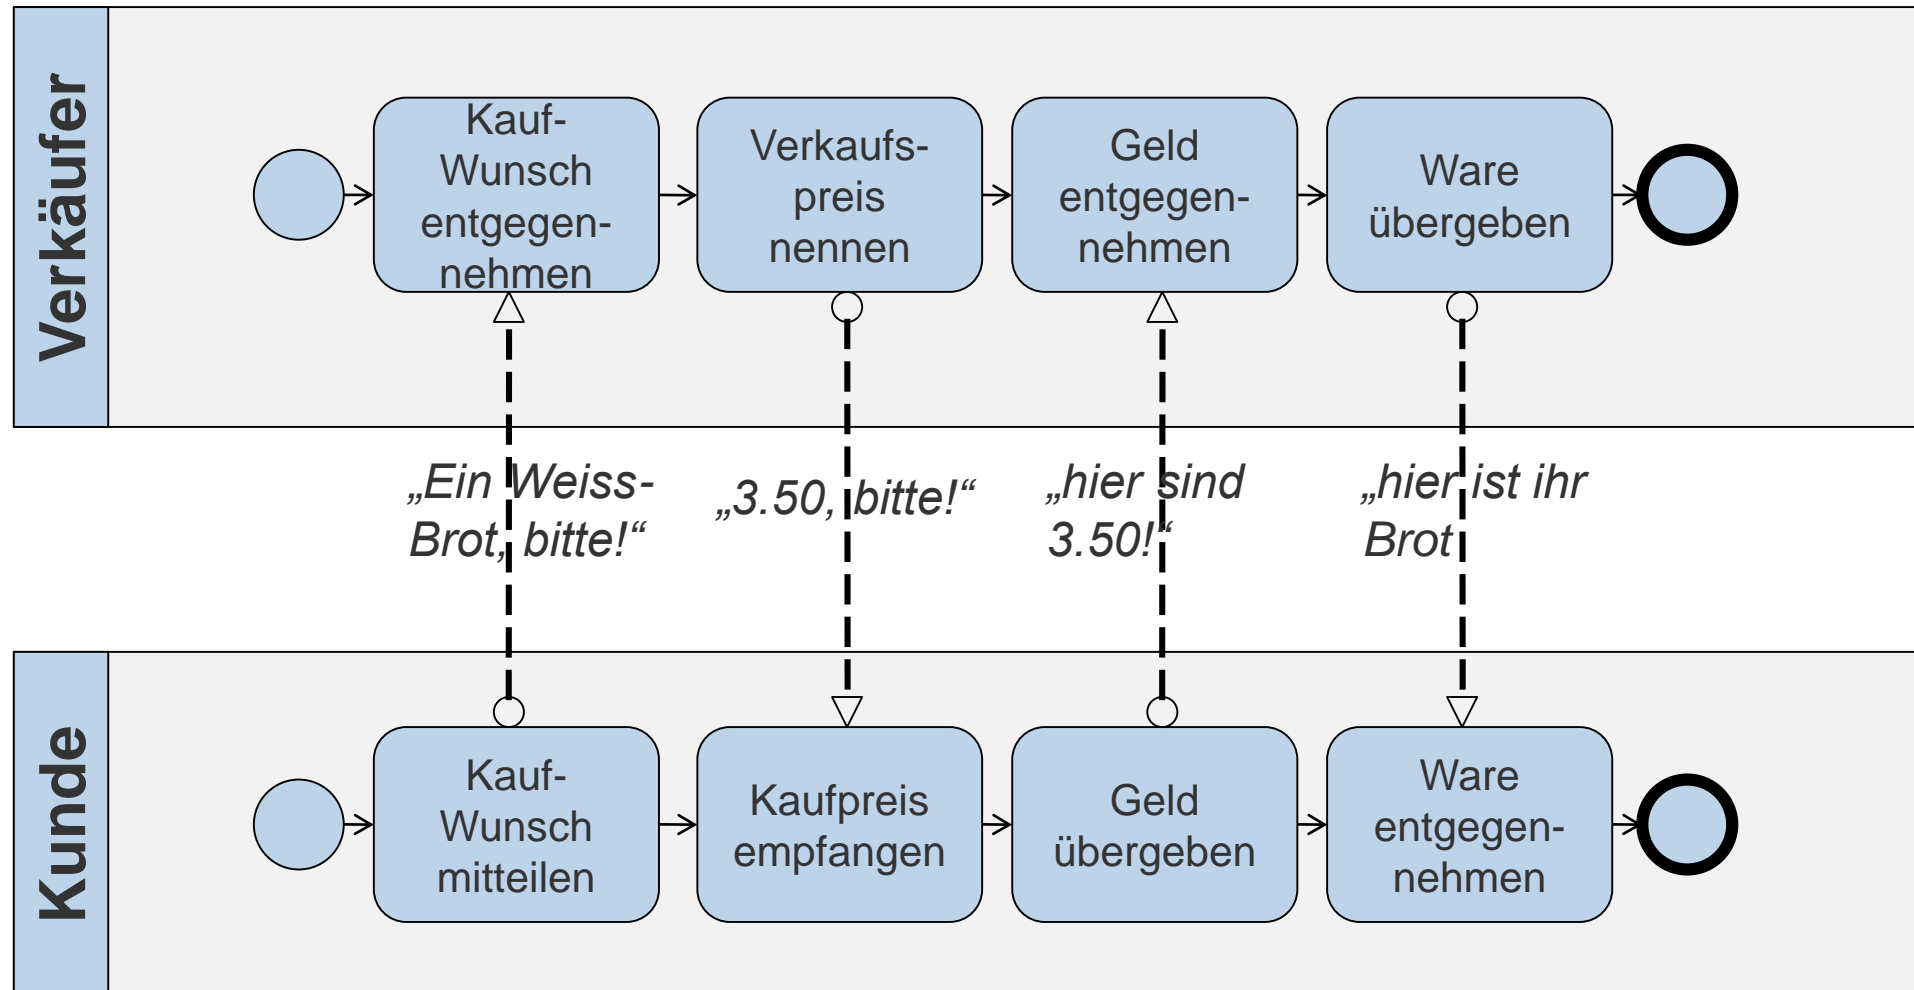 Verkäufer
Kauf-
Wunsch
entgegen-
nehmen
Verkaufs-
preis
nennen
Geld
entgegen-
nehmen
Ware
übergeben
„Ein Weiss-
Brot, bitte!“
„3.50, bitte!“
„hier sind
3.50!“
„hier ist ihr
Brot
Kunde
Kauf-
Wunsch
mitteilen
Kaufpreis
empfangen
Geld
übergeben
Ware
entgegen-
nehmen